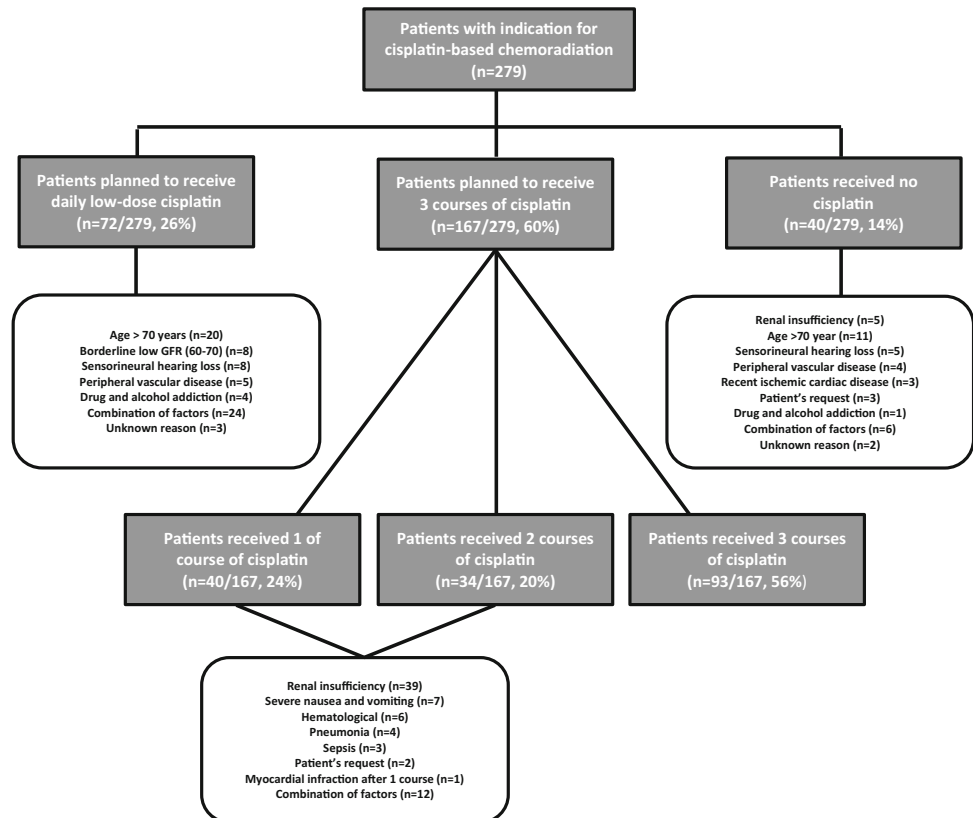 Patients with indication for
cisplatin-based chemoradiation
(n=279)
Patients planned to receive
daily low-dose cisplatin
(n=72/279, 26%)
Patients planned to receive
3 courses of cisplatin
(n=167/279, 60%)
Patients received no
cisplatin
(n=40/279, 14%)
Age > 70 years (n=20)
Borderline low GFR (60-70) (n=8)
Sensorineural hearing loss (n=8)
Peripheral vascular disease (n=5)
Drug and alcohol addiction (n=4)
Combination of factors (n=24)
Unknown reason (n=3)
Renal insufficiency (n=5)
Age >70 year (n=11)
Sensorineural hearing loss (n=5)
Peripheral vascular disease (n=4)
Recent ischemic cardiac disease (n=3)
Patient's request (n=3)
Drug and alcohol addiction (n=1)
Combination of factors (n=6)
Unknown reason (n=2)
Patients received 1 of
course of cisplatin
(n=40/167, 24%)
Patients received 2 courses
of cisplatin
(n=34/167, 20%)
Patients received 3 courses
of cisplatin
(n=93/167, 56%)
Renal insufficiency (n=39)
Severe nausea and vomiting (n=7)
Hematological (n=6)
Pneumonia (n=4)
Sepsis (n=3)
Patient's request (n=2)
Myocardial infraction after 1 course (n=1)
Combination of factors (n=12)